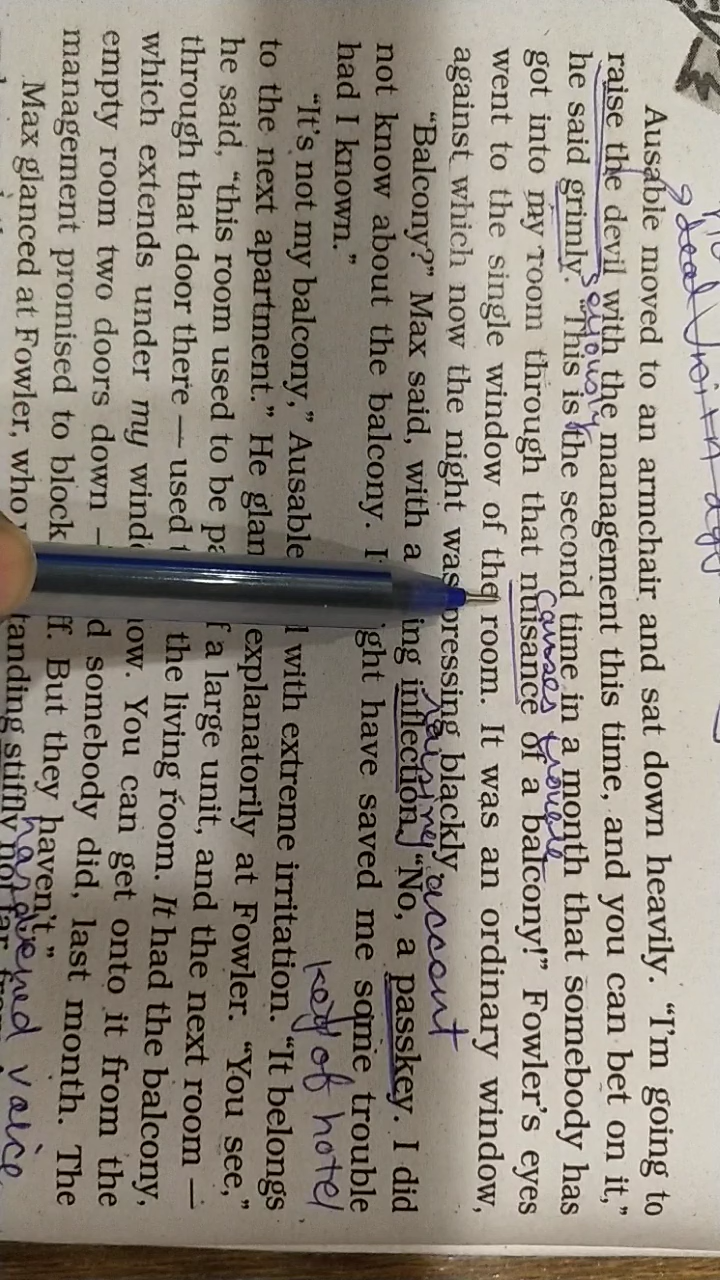 Ausable moved to an armchair and sat down heavily. “I’m going to
raise the devil with the management this time, and you can bet on it,”
he said grimly. “This is the second time in a month that somebody has
seriously
got into my room through that nuisance of a balcony!” Fowler’s eyes
causes trouble
went to the single window of the room. It was an ordinary window,
against which now the night was pressing blackly.
raising accent
“Balcony?” Max said, with a ing inflection. “No, a passkey. I did
not know about the balcony. I ght have saved me some trouble
had I known.”
key of hotel
“It’s not my balcony,” Ausable with extreme irritation. “It belongs
to the next apartment.” He glan explanatorily at Fowler. “You see,”
he said, “this room used to be a large unit, and the next room —
through that door there — used the living room. It had the balcony,
which extends under my wind ow. You can get onto it from the
empty room two doors down — d somebody did, last month. The
management promised to block ff. But they haven’t.”
hardened voice
Max glanced at Fowler, who tanding stiffly not far from